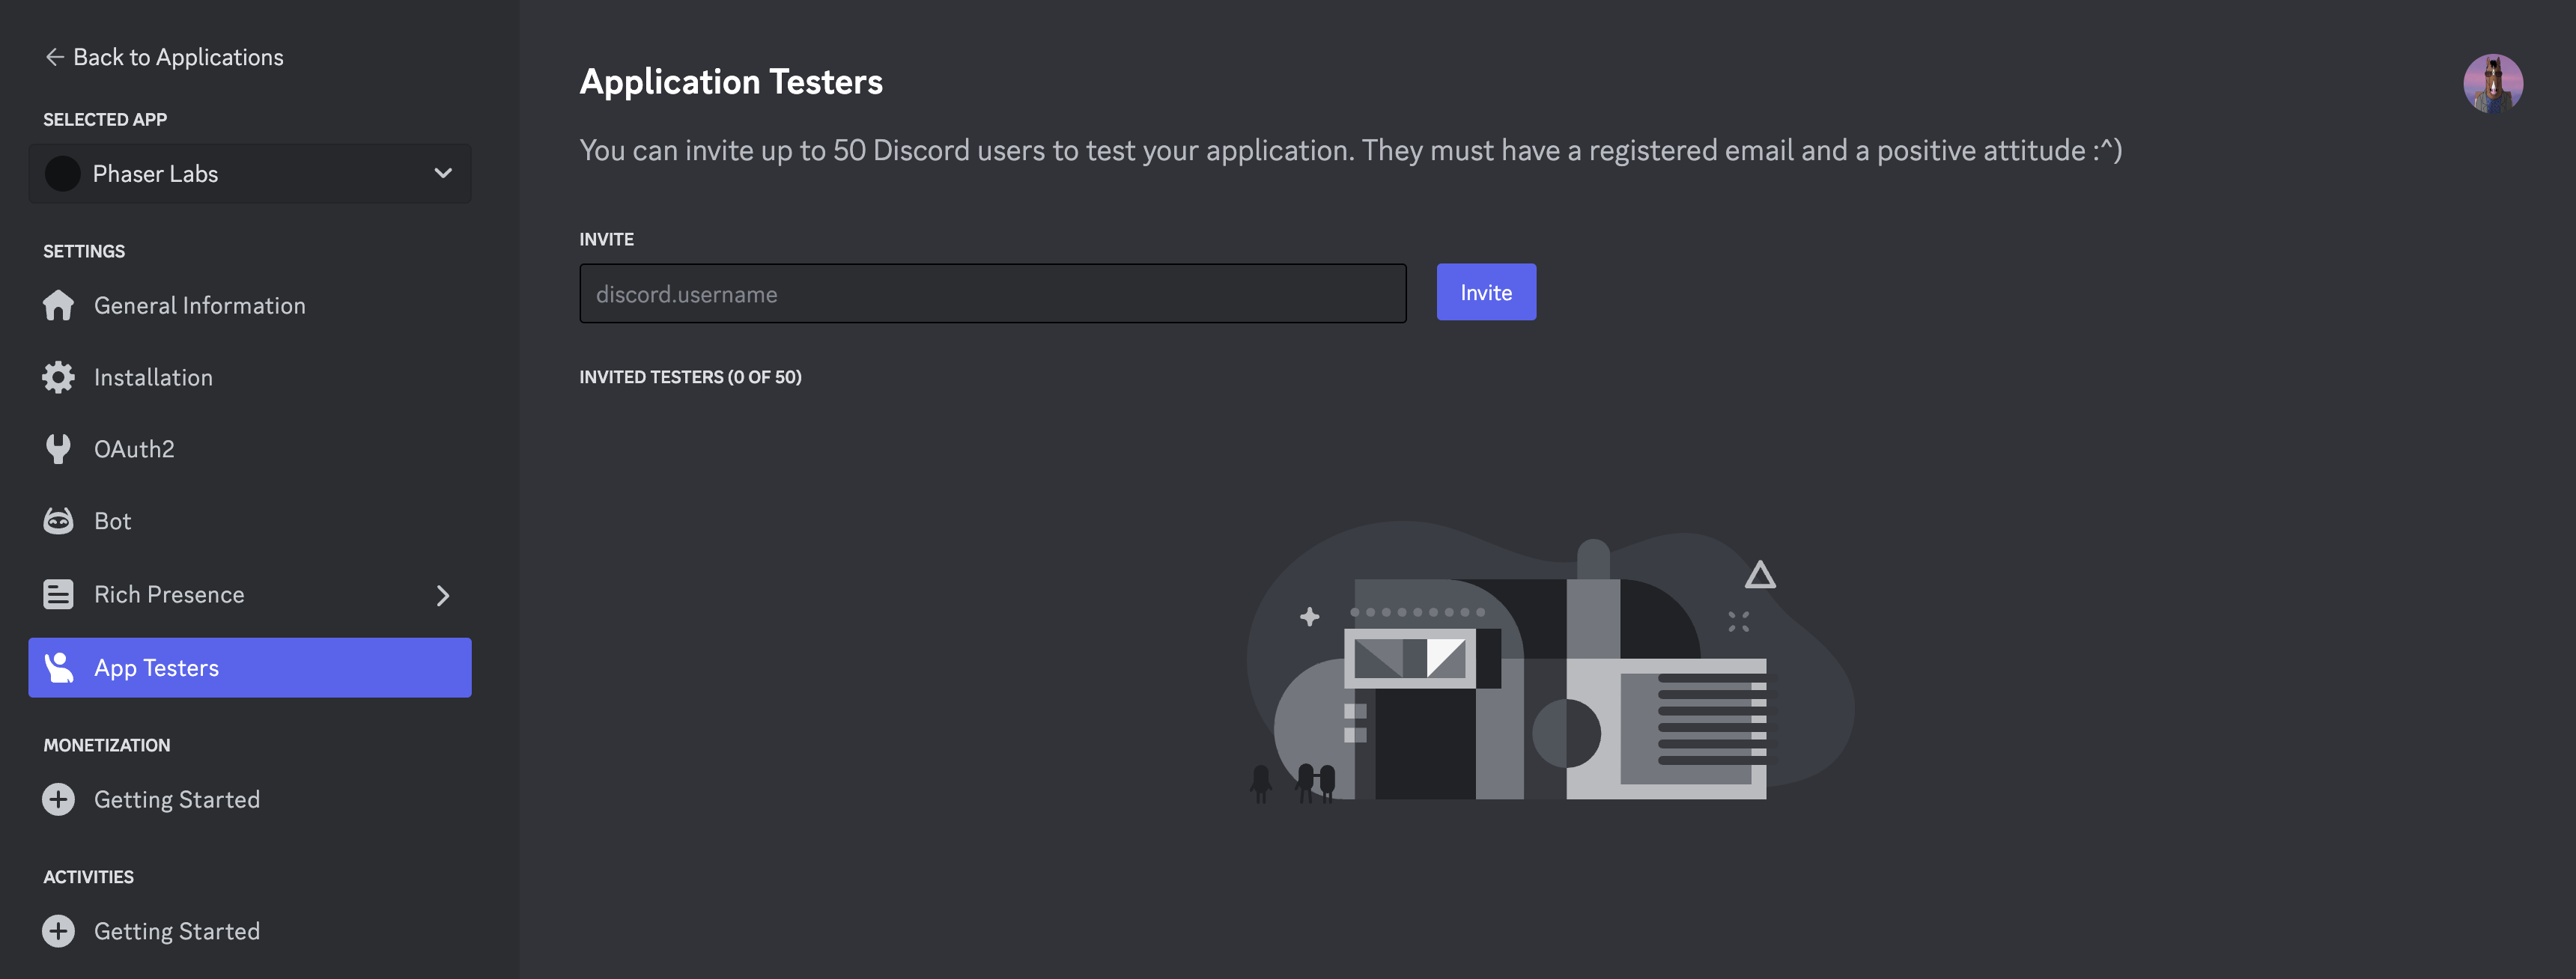 Back to Applications
SELECTED APP
Phaser Labs
SETTINGS
General Information
Installation
OAuth2
Bot
Rich Presence
App Testers
MONETIZATION
Getting Started
ACTIVITIES
Getting Started
Application Testers
You can invite up to 50 Discord users to test your application. They must have a registered email and a positive attitude :^)
INVITE
discord.username
Invite
INVITED TESTERS (0 OF 50)